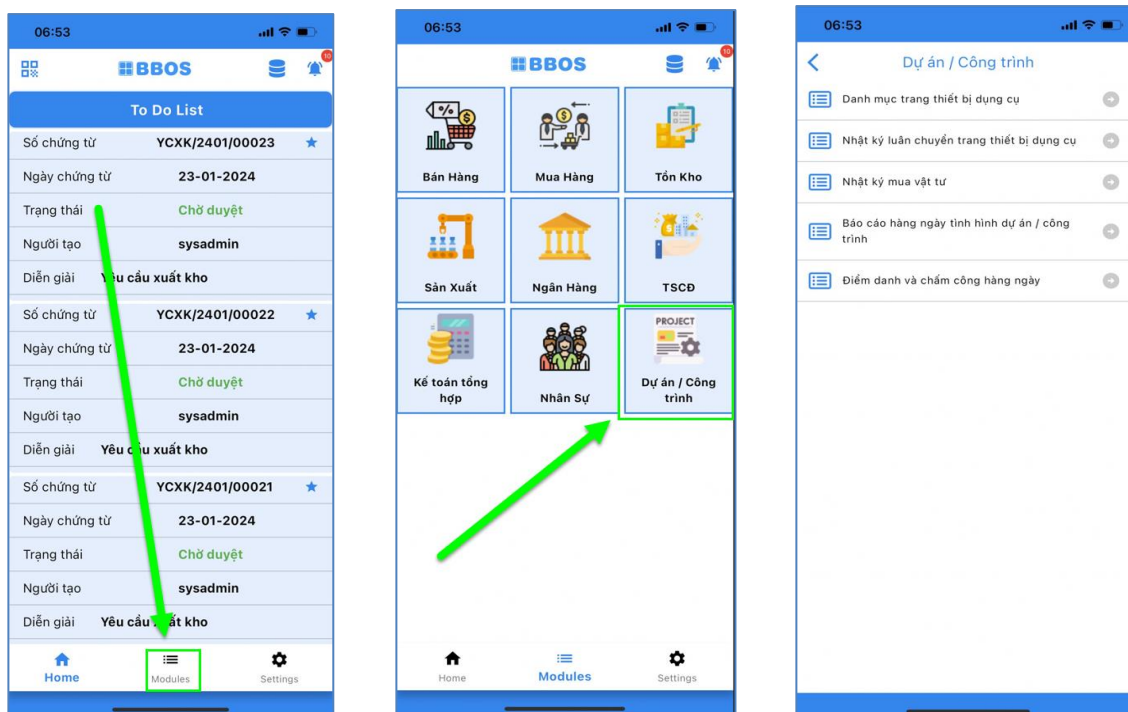 06:53
BBOS
10
To Do List
Số chứng từ YCXK/2401/00023
Ngày chứng từ 23-01-2024
Trạng thái Chờ duyệt
Người tạo sysadmin
Diễn giải Yêu cầu xuất kho
Số chứng từ YCXK/2401/00022
Ngày chứng từ 23-01-2024
Trạng thái Chờ duyệt
Người tạo sysadmin
Diễn giải Yêu cầu xuất kho
Số chứng từ YCXK/2401/00021
Ngày chứng từ 23-01-2024
Trạng thái Chờ duyệt
Người tạo sysadmin
Diễn giải Yêu cầu xuất kho
Home Modules Settings
06:53
BBOS
10
Bán Hàng Mua Hàng Tồn Kho
Sản Xuất Ngân Hàng TSCĐ
PROJECT
Kế toán tổng
hợp
Nhân Sự
Dự án / Công
trình
Home Modules Settings
06:53
Dự án / Công trình
Danh mục trang thiết bị dụng cụ
Nhật ký luân chuyển trang thiết bị dụng cụ
Nhật ký mua vật tư
Báo cáo hàng ngày tình hình dự án / công
trình
Điểm danh và chấm công hàng ngày